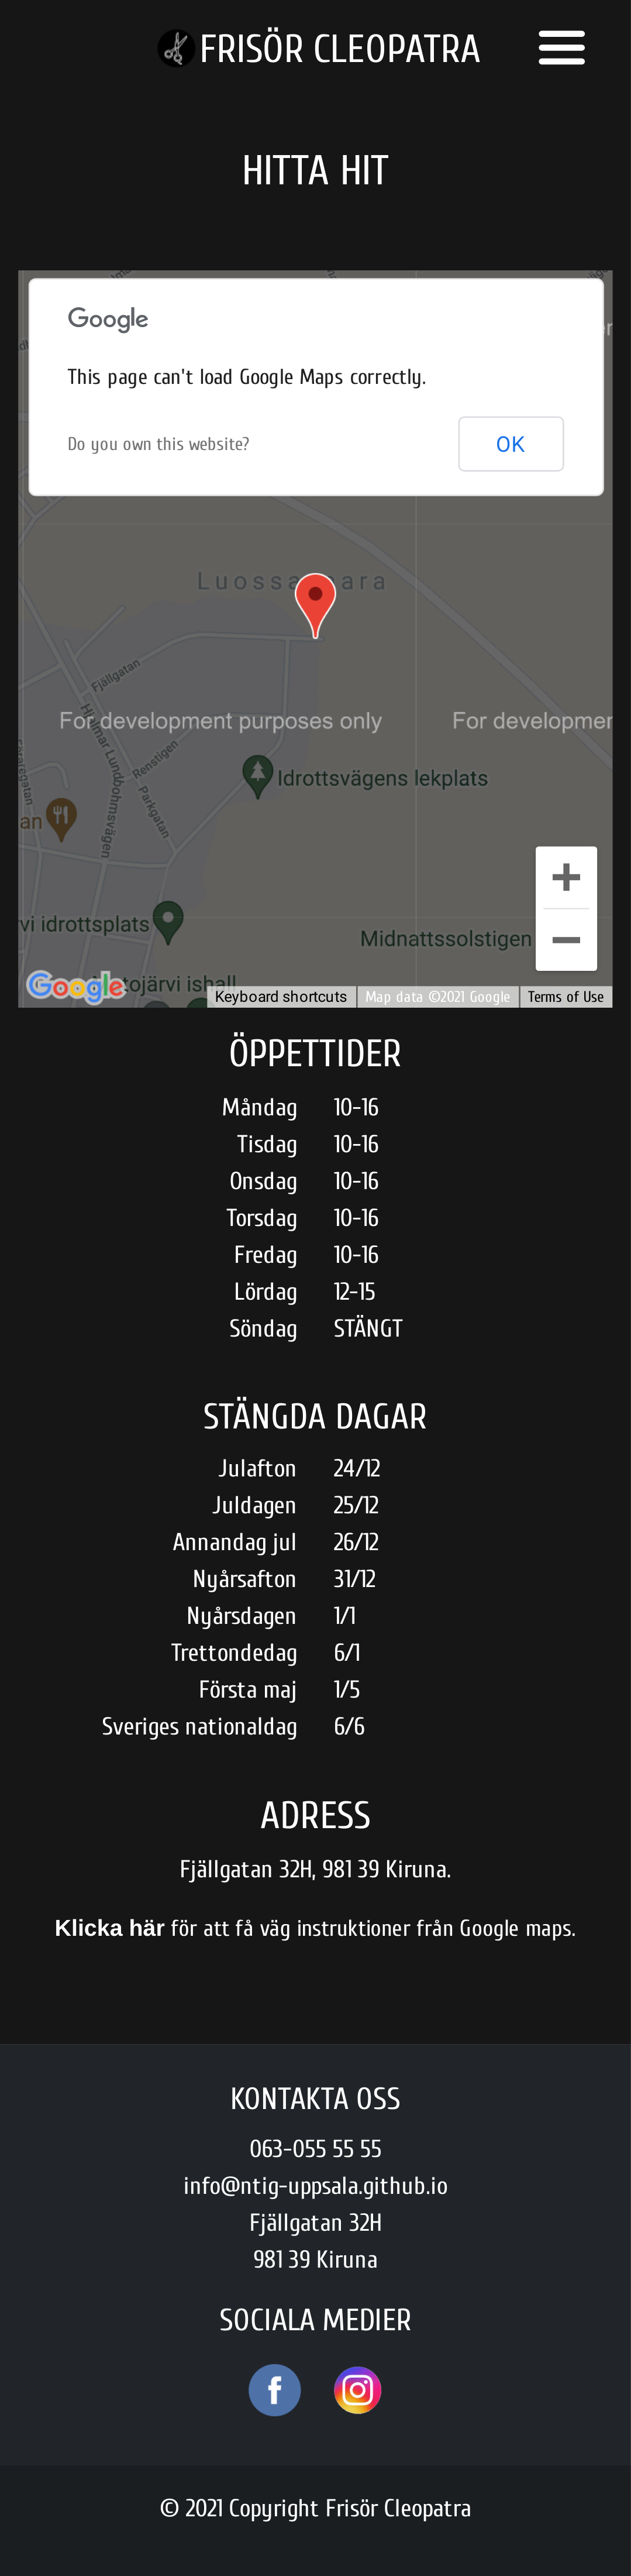 FRISÖR CLEOPATRA
HITTA HIT
Google
This page can't load Google Maps correctly.
Do you own this website?
OK
Fjällgatan
Hjalmar Lundbohmsvägen
Renstigen
Parkgatan
For development purposes only
Idrottsvägens lekplats
Midnattssolstigen
idrottsplats
ishall
Google
Keyboard shortcuts
Map data ©2021 Google
Terms of Use
ÖPPETTIDER
Måndag 10-16
Tisdag 10-16
Onsdag 10-16
Torsdag 10-16
Fredag 10-16
Lördag 12-15
Söndag STÄNGT
STÄNGDA DAGAR
Julafton 24/12
Juldagen 25/12
Annandag jul 26/12
Nyårsafton 31/12
Nyårsdagen 1/1
Trettondedag 6/1
Första maj 1/5
Sveriges nationaldag 6/6
ADRESS
Fjällgatan 32H, 981 39 Kiruna.
Klicka här för att få väg instruktioner från Google maps.
KONTAKTA OSS
063-055 55 55
info@ntig-uppsala.github.io
Fjällgatan 32H
981 39 Kiruna
SOCIALA MEDIER
© 2021 Copyright Frisör Cleopatra